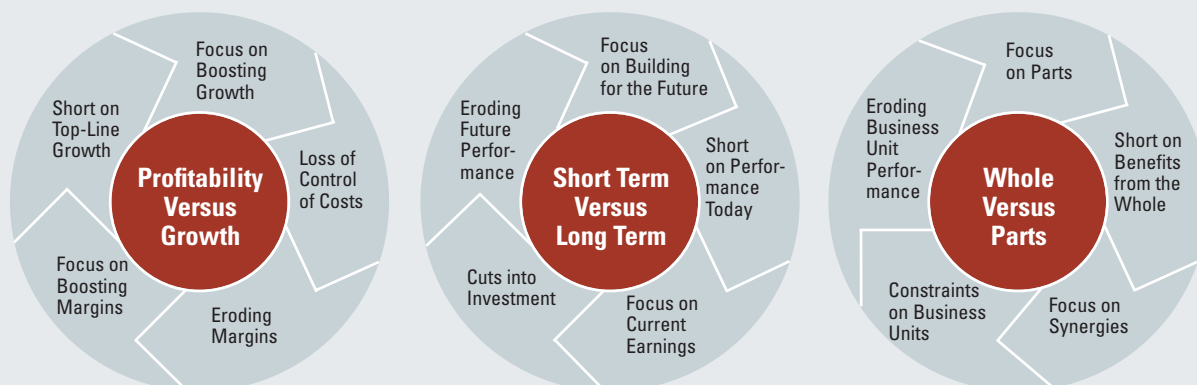 Focus on
Boosting
Growth
Loss of
Control
of Costs
Eroding
Margins
Focus on
Boosting
Margins
Short on
Top-Line
Growth
Profitability
Versus
Growth
Focus
on Building
for the Future
Short
on Perfor-
mance
Today
Focus on
Current
Earnings
Cuts into
Investment
Eroding
Future
Perfor-
mance
Short Term
Versus
Long Term
Focus
on Parts
Short on
Benefits
from the
Whole
Focus on
Synergies
Constraints
on Business
Units
Eroding
Business
Unit
Perfor-
mance
Whole
Versus
Parts